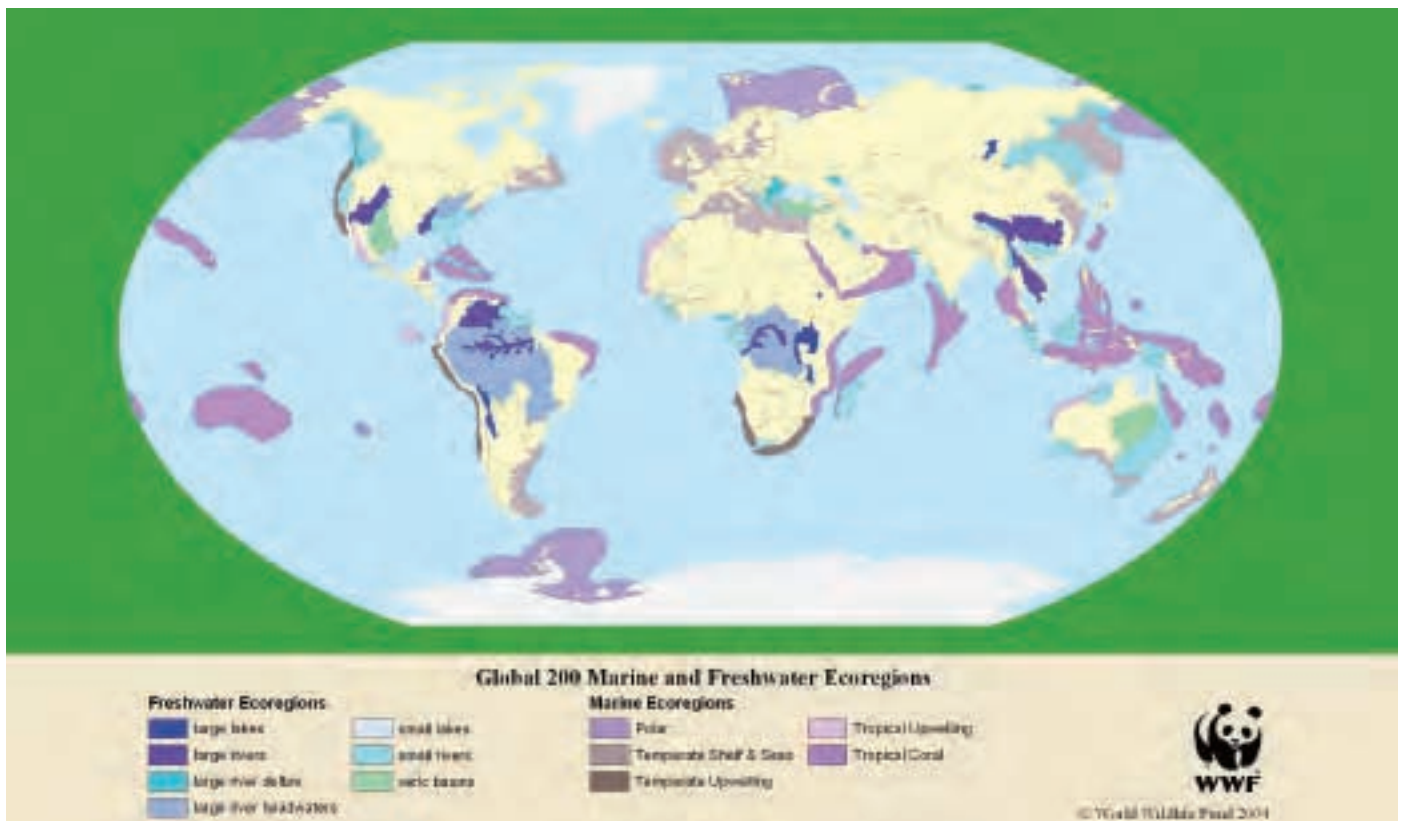 Global 200 Marine and Freshwater Ecoregions
Freshwater Ecoregions
large lakes
large rivers
large river deltas
large river headwaters
small lakes
small rivers
xeric basins
Marine Ecoregions
Polar
Temperate Shelf & Seas
Temperate Upwelling
Tropical Upwelling
Tropical Coral
WWF
© World Wildlife Fund 2004